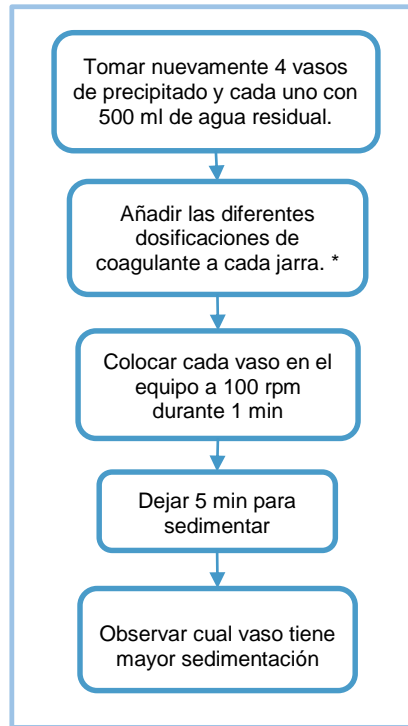 Tomar nuevamente 4 vasos
de precipitado y cada uno con
500 ml de agua residual.
Añadir las diferentes
dosificaciones de
coagulante a cada jarra. *
Colocar cada vaso en el
equipo a 100 rpm
durante 1 min
Dejar 5 min para
sedimentar
Observar cual vaso tiene
mayor sedimentación